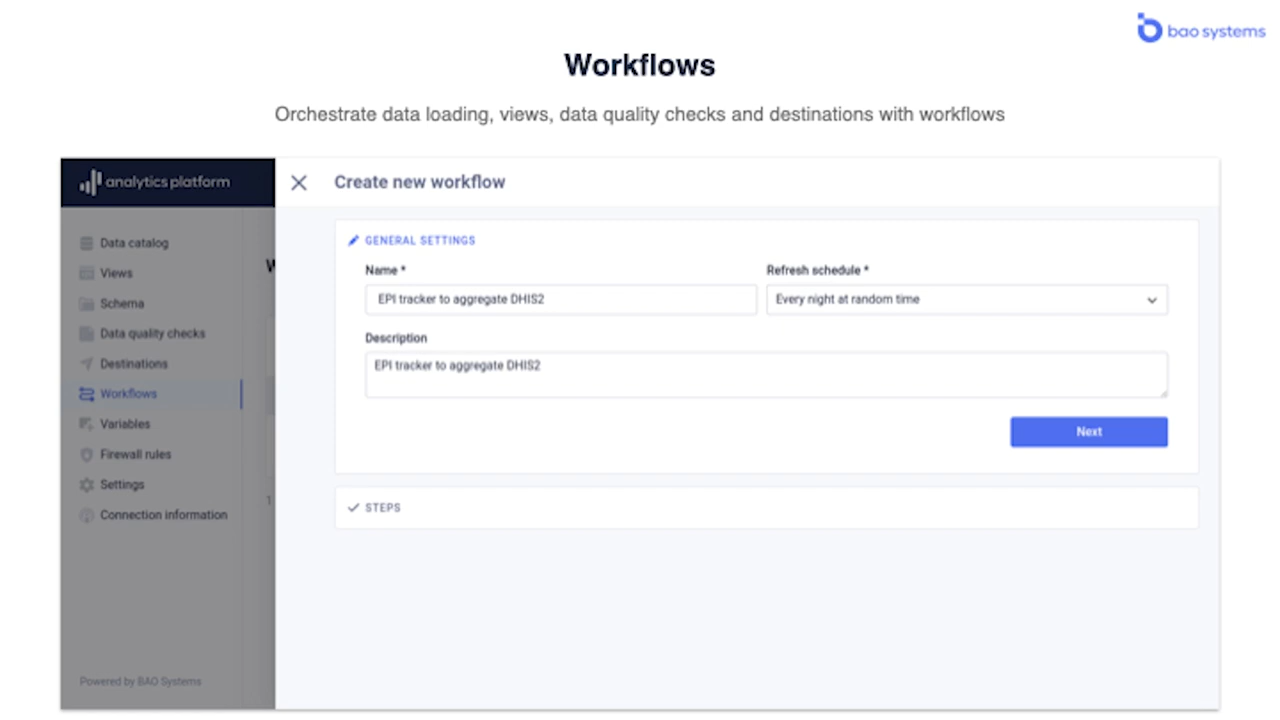 bao systems
Workflows
Orchestrate data loading, views, data quality checks and destinations with workflows
analytics platform
Create new workflow
Data catalog
Views
Schema
Data quality checks
Destinations
Workflows
Variables
Firewall rules
Settings
Connection information
Powered by BAO Systems
W
1
GENERAL SETTINGS
Name *
Refresh schedule *
EPI tracker to aggregate DHIS2
Every night at random time
Description
EPI tracker to aggregate DHIS2
Next
STEPS